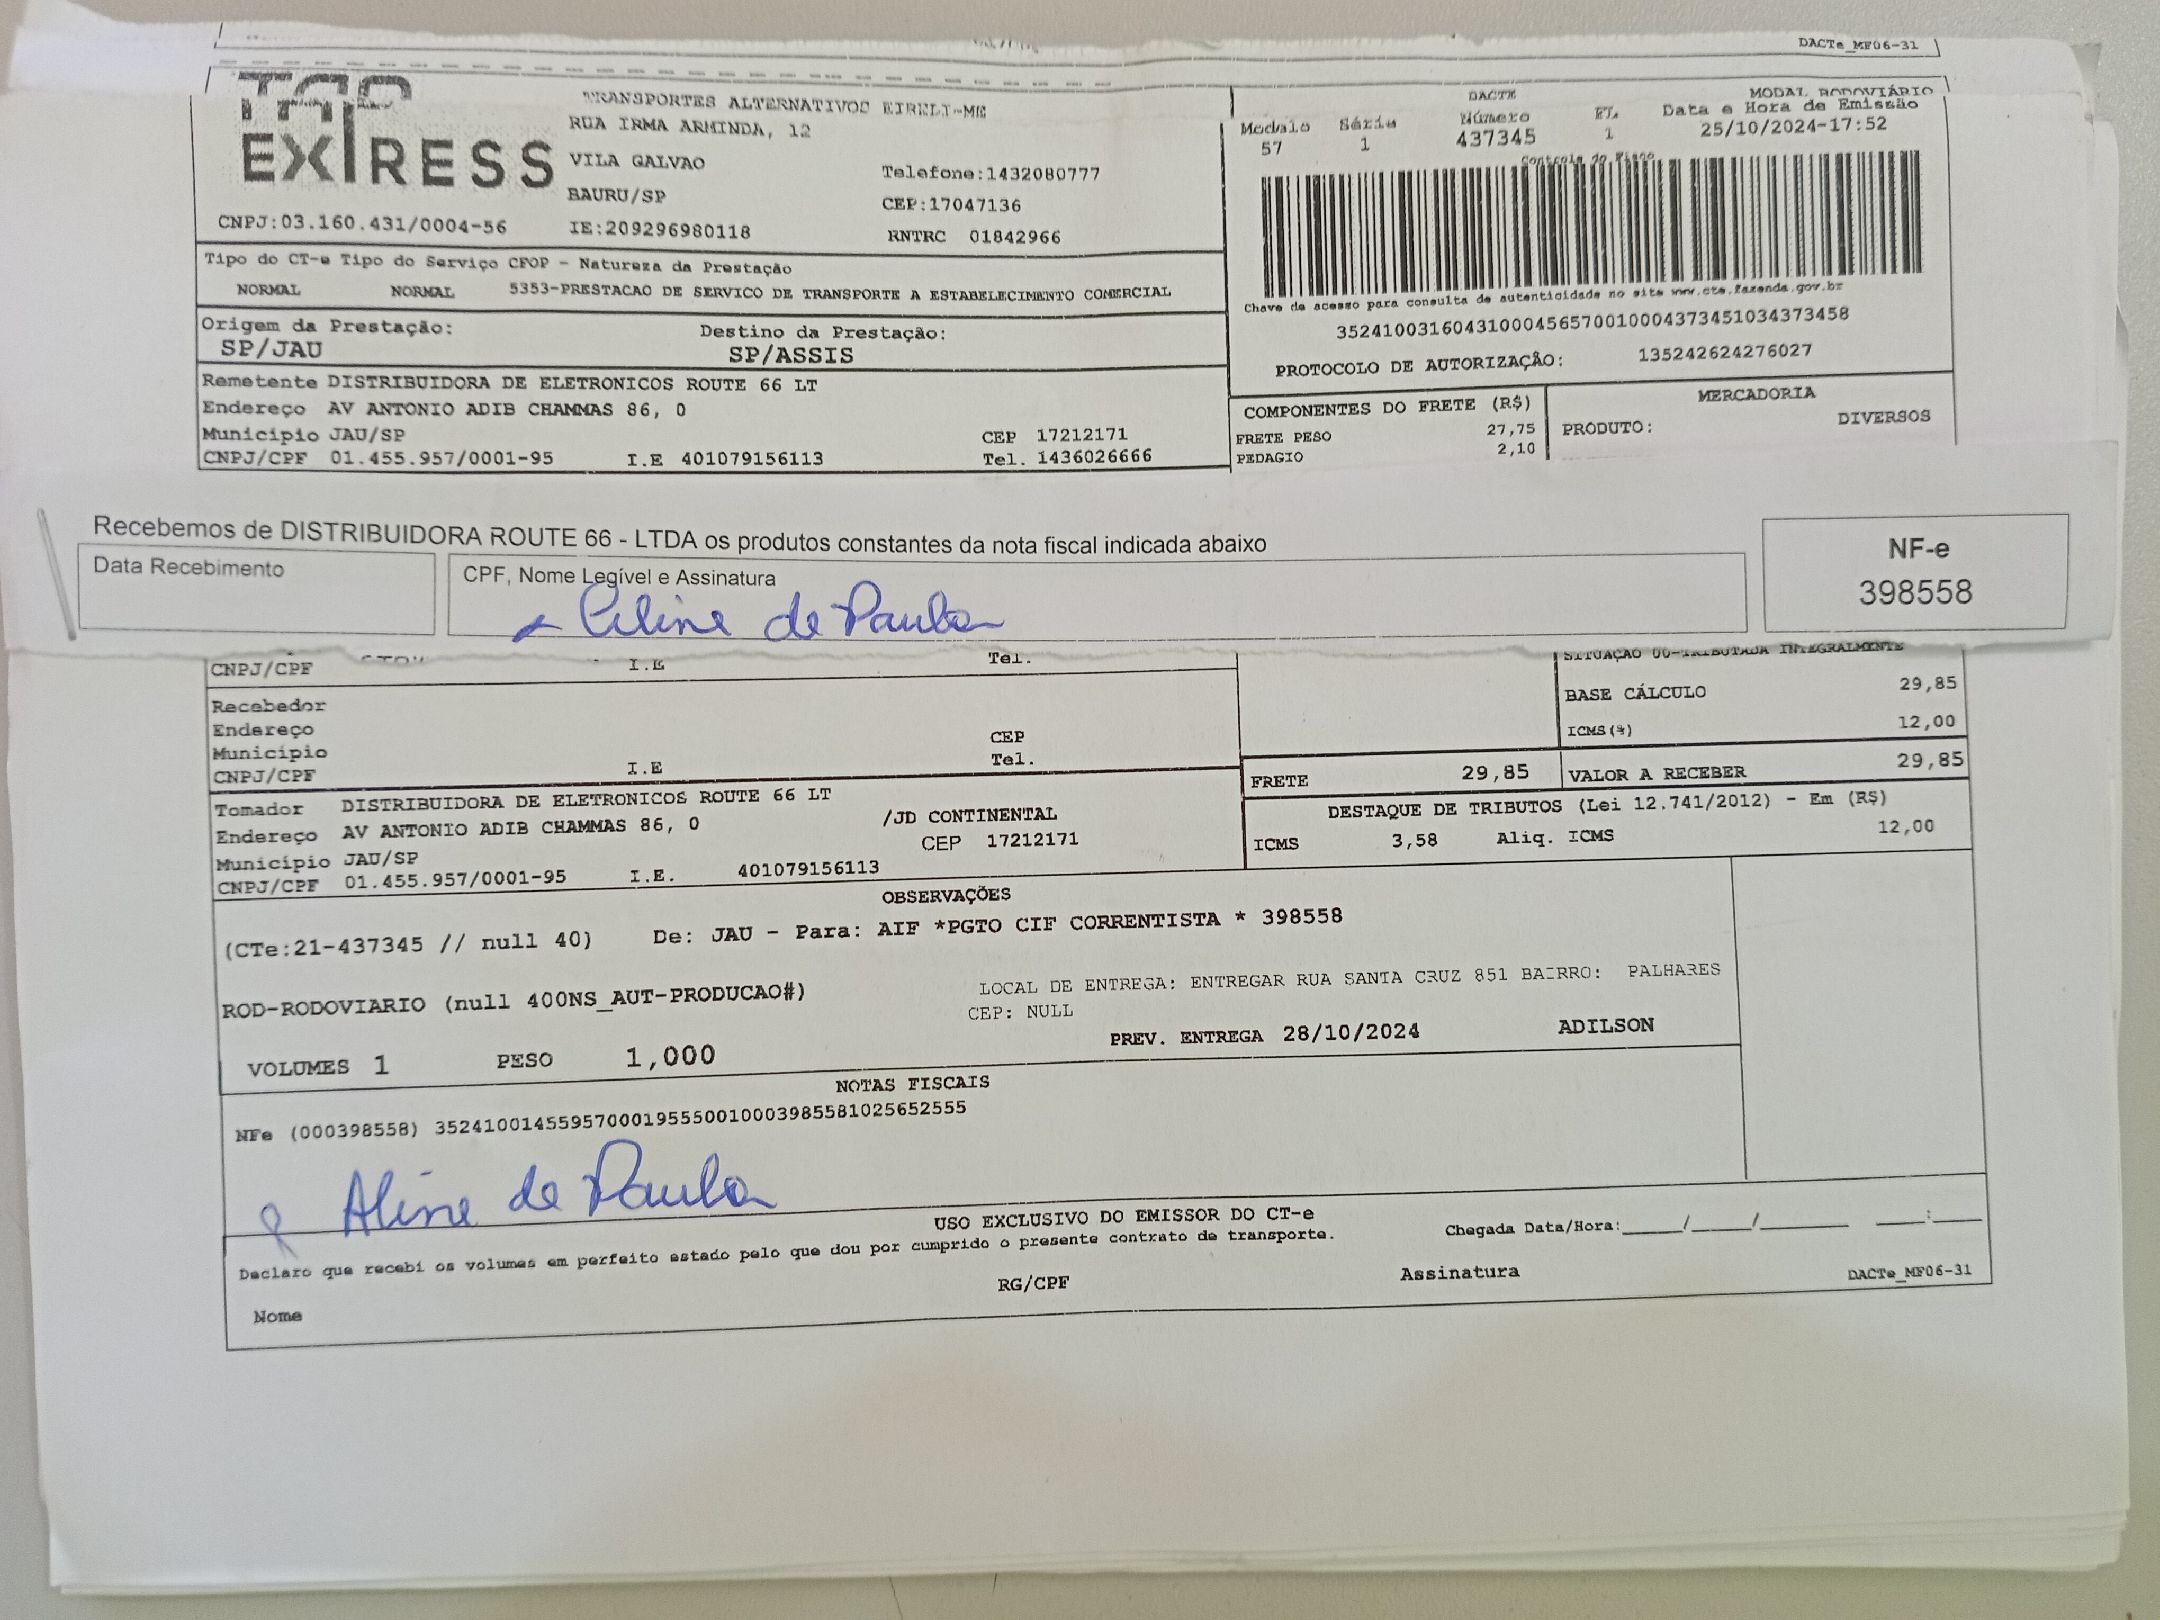 DACTe_MF06-31
EXPRESS
TRANSPORTES ALTERNATIVOS EIRELI-ME
RUA IRMA ARMINDA, 12
VILA GALVAO
Telefone:1432080777
BAURU/SP
CEP:17047136
CNPJ:03.160.431/0004-56 IE:209296980118 RNTRC 01842966
DACTE MODAL RODOVIÁRIO
Modelo Série Número FL Data e Hora de Emissão
57 1 437345 1 25/10/2024-17:52
Controle do Fisco
Chave de acesso para consulta de autenticidade no site www.cte.fazenda.gov.br
35241003160431000456570010004373451034373458
PROTOCOLO DE AUTORIZAÇÃO: 135242624276027
Tipo do CT-e Tipo do Serviço CFOP - Natureza da Prestação
NORMAL NORMAL 5353-PRESTACAO DE SERVICO DE TRANSPORTE A ESTABELECIMENTO COMERCIAL
Origem da Prestação: Destino da Prestação:
SP/JAU SP/ASSIS
Remetente DISTRIBUIDORA DE ELETRONICOS ROUTE 66 LT
Endereço AV ANTONIO ADIB CHAMMAS 86, 0
Município JAU/SP CEP 17212171
CNPJ/CPF 01.455.957/0001-95 I.E 401079156113 Tel. 1436026666
COMPONENTES DO FRETE (R$) MERCADORIA
FRETE PESO 27,75 PRODUTO: DIVERSOS
PEDAGIO 2,10
Recebemos de DISTRIBUIDORA ROUTE 66 - LTDA os produtos constantes da nota fiscal indicada abaixo
Data Recebimento
CPF, Nome Legível e Assinatura
Aline de Paula
NF-e
398558
CNPJ/CPF I.E Tel.
SITUAÇAO 00-TRIBUTADA INTEGRALMENTE
BASE CÁLCULO 29,85
ICMS(%) 12,00
Recebedor
Endereço
Município CEP
CNPJ/CPF I.E Tel.
FRETE 29,85 VALOR A RECEBER 29,85
Tomador DISTRIBUIDORA DE ELETRONICOS ROUTE 66 LT
Endereço AV ANTONIO ADIB CHAMMAS 86, 0 /JD CONTINENTAL
Município JAU/SP CEP 17212171
CNPJ/CPF 01.455.957/0001-95 I.E. 401079156113
DESTAQUE DE TRIBUTOS (Lei 12.741/2012) - Em (R$)
ICMS 3,58 Aliq. ICMS 12,00
OBSERVAÇÕES
(CTe:21-437345 // null 40) De: JAU - Para: AIF *PGTO CIF CORRENTISTA * 398558
ROD-RODOVIARIO (null 400NS_AUT-PRODUCAO#) LOCAL DE ENTREGA: ENTREGAR RUA SANTA CRUZ 851 BAIRRO: PALHARES
CEP: NULL
PREV. ENTREGA 28/10/2024 ADILSON
VOLUMES 1 PESO 1,000
NOTAS FISCAIS
NFe (000398558) 35241001455957000195550010003985581025652555
Aline de Paula
USO EXCLUSIVO DO EMISSOR DO CT-e
Declaro que recebi os volumes em perfeito estado pelo que dou por cumprido o presente contrato de transporte.
Chegada Data/Hora:_____/_____/_______ ____:____
Nome RG/CPF Assinatura DACTe_MF06-31